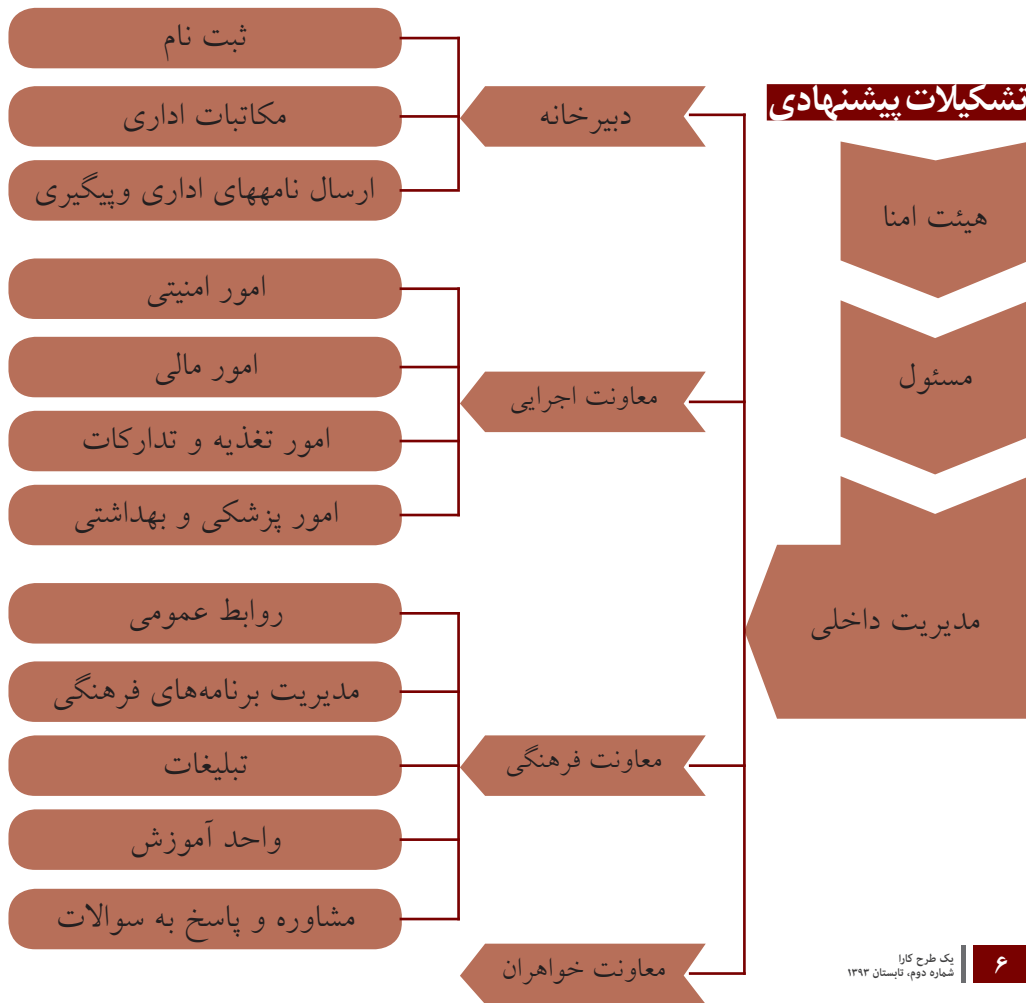 تشکیلات پیشنهادی
هیئت امنا
مسئول
مدیریت داخلی
دبیرخانه
ثبت نام
مکاتبات اداری
ارسال نامههای اداری وپیگیری
معاونت اجرایی
امور امنیتی
امور مالی
امور تغذیه و تدارکات
امور پزشکی و بهداشتی
معاونت فرهنگی
روابط عمومی
مدیریت برنامه‌های فرهنگی
تبلیغات
واحد آموزش
مشاوره و پاسخ به سوالات
معاونت خواهران
۶
یک طرح کارا
شماره دوم، تابستان ۱۳۹۳